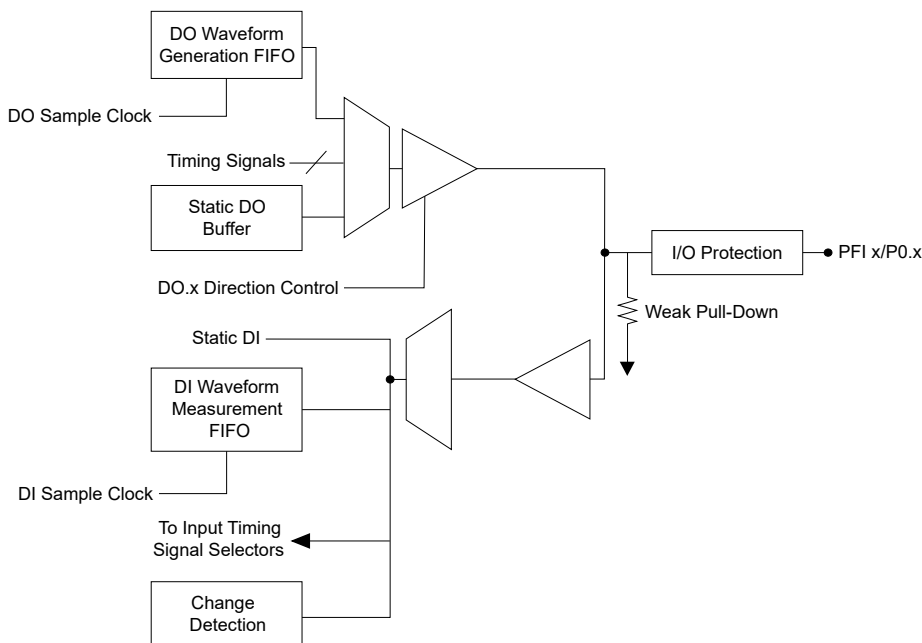 DO Waveform
Generation FIFO
DO Sample Clock
Timing Signals
Static DO
Buffer
I/O Protection
PFI x/P0.x
DO.x Direction Control
Weak Pull-Down
Static DI
DI Waveform
Measurement
FIFO
DI Sample Clock
To Input Timing
Signal Selectors
Change
Detection